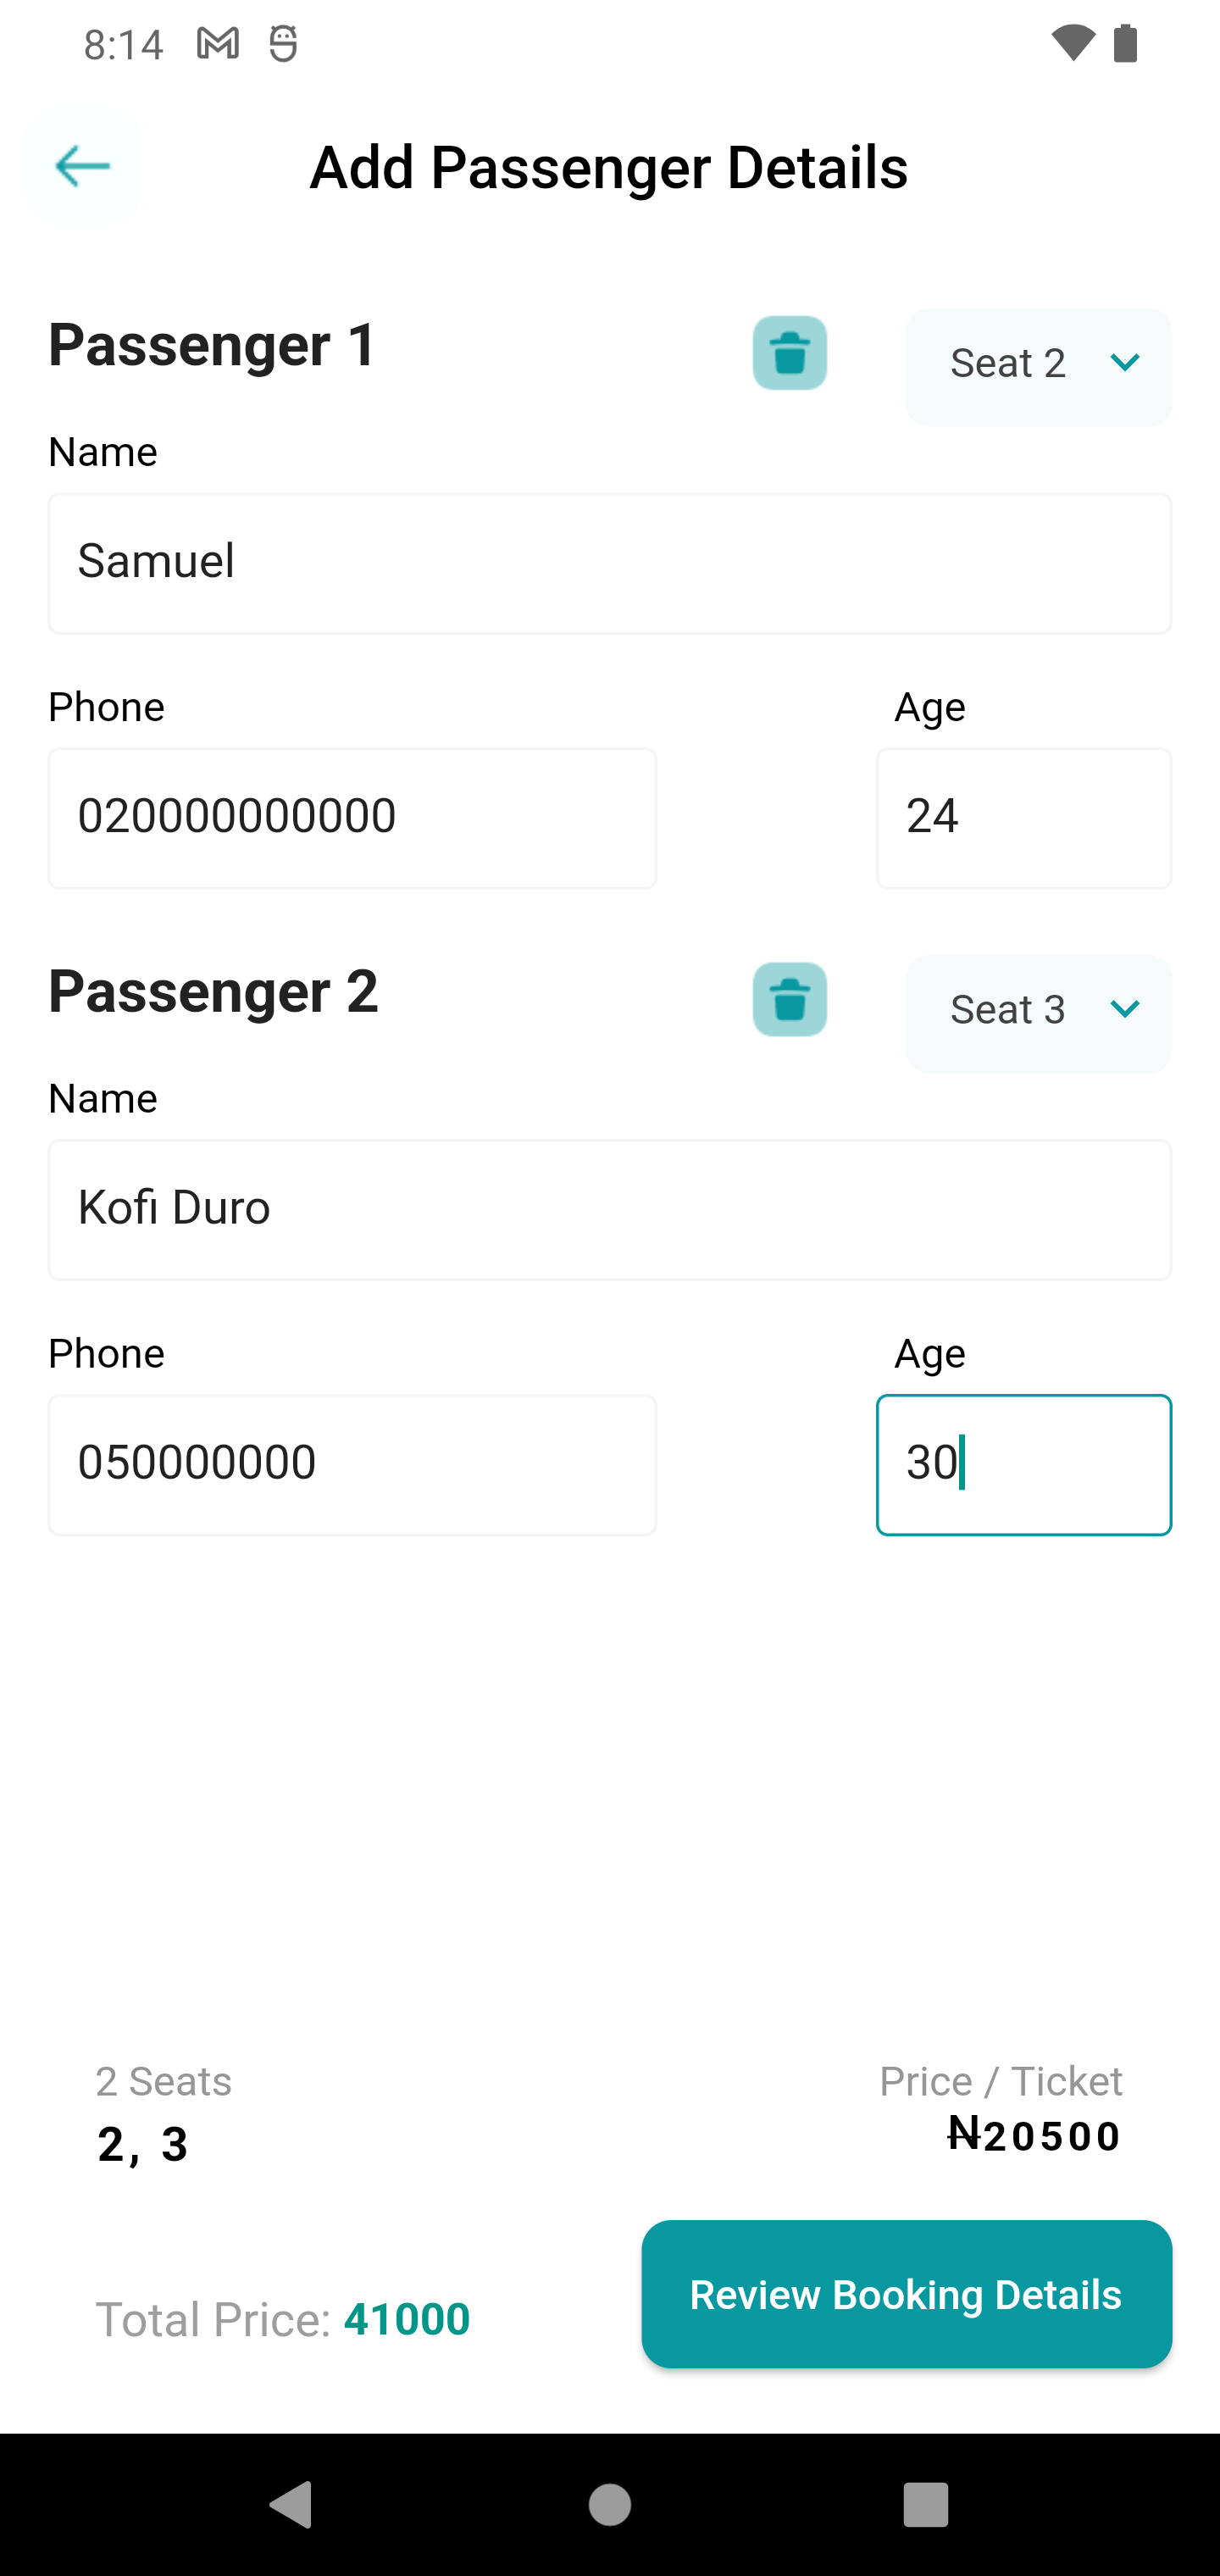 8:14
Add Passenger Details
Passenger 1
Seat 2
Name
Samuel
Phone Age
020000000000 24
Passenger 2
Seat 3
Name
Kofi Duro
Phone Age
050000000 30
2 Seats Price / Ticket
2, 3 ₦20500
Total Price: 41000
Review Booking Details